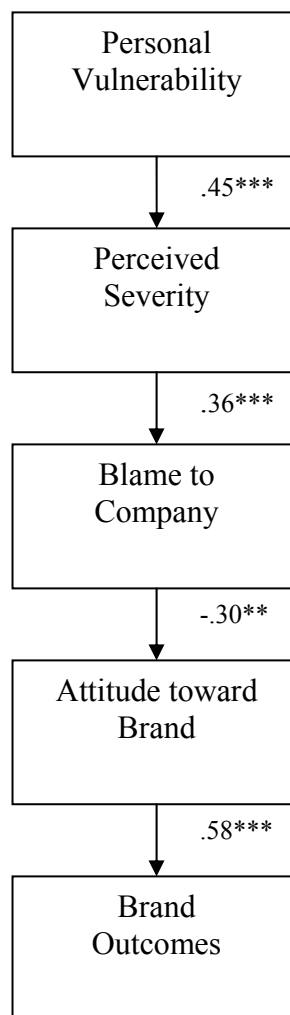 Personal
Vulnerability
.45***
Perceived
Severity
.36***
Blame to
Company
-.30**
Attitude toward
Brand
.58***
Brand
Outcomes